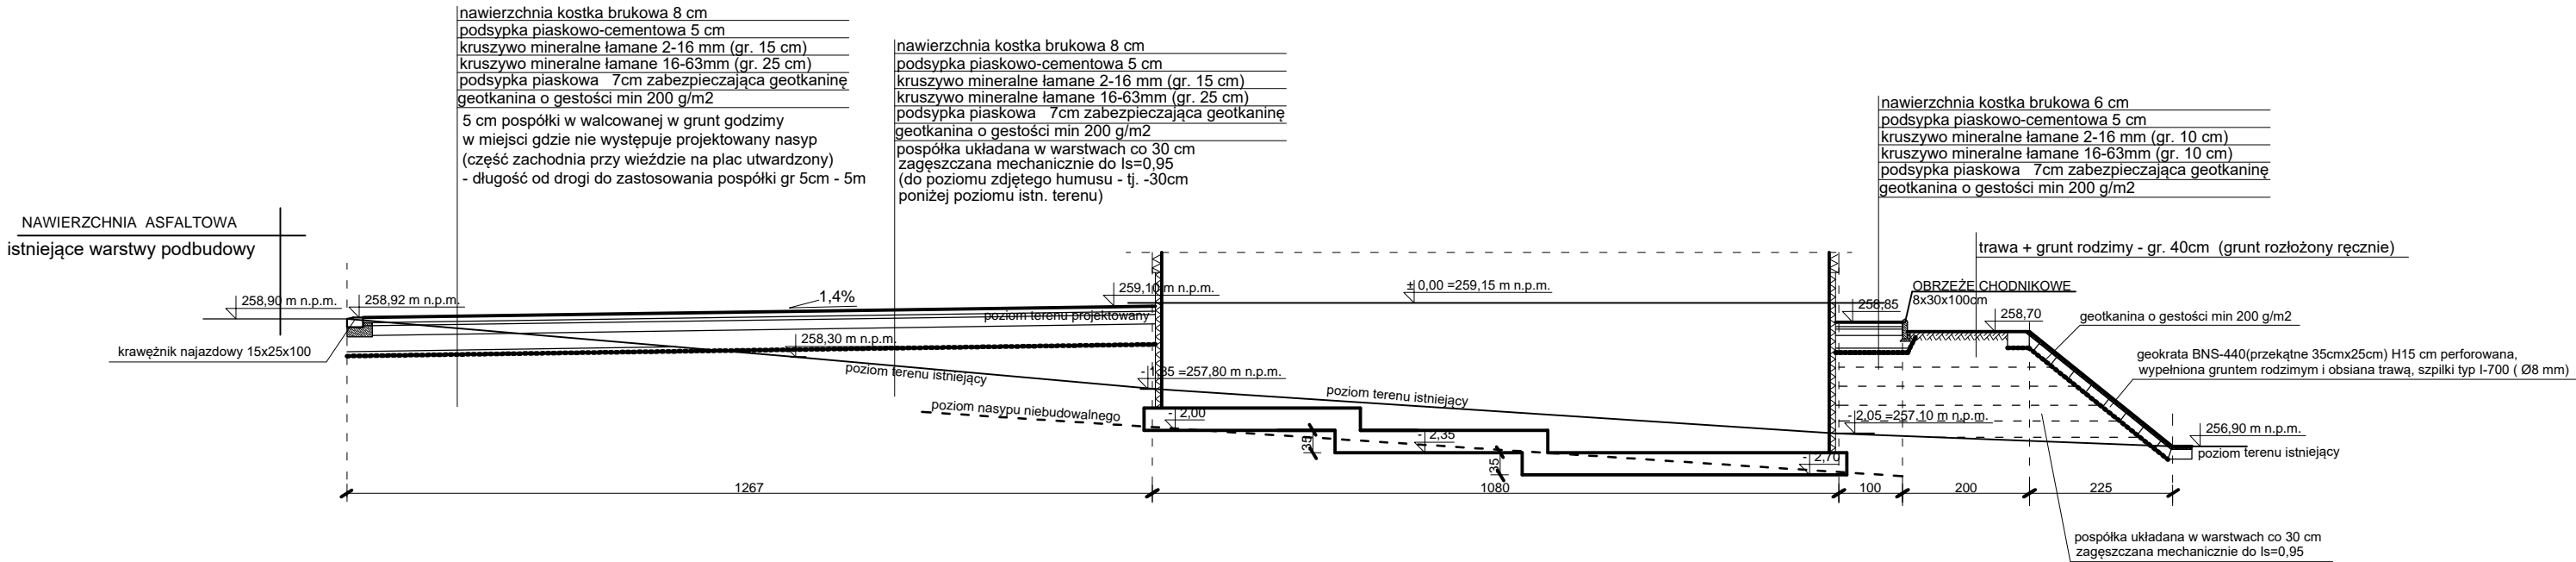 nawierzchnia kostka brukowa 8 cm
podsypka piaskowo-cementowa 5 cm
kruszywo mineralne łamane 2-16 mm (gr. 15 cm)
kruszywo mineralne łamane 16-63mm (gr. 25 cm)
podsypka piaskowa 7cm zabezpieczająca geotkaninę
geotkanina o gestości min 200 g/m2
5 cm pospółki w walcowanej w grunt godzimy
w miejsci gdzie nie występuje projektowany nasyp
(część zachodnia przy wieździe na plac utwardzony)
- długość od drogi do zastosowania pospółki gr 5cm - 5m
nawierzchnia kostka brukowa 8 cm
podsypka piaskowo-cementowa 5 cm
kruszywo mineralne łamane 2-16 mm (gr. 15 cm)
kruszywo mineralne łamane 16-63mm (gr. 25 cm)
podsypka piaskowa 7cm zabezpieczająca geotkaninę
geotkanina o gestości min 200 g/m2
pospółka układana w warstwach co 30 cm
zagęszczana mechanicznie do Is=0,95
(do poziomu zdjętego humusu - tj. -30cm
poniżej poziomu istn. terenu)
nawierzchnia kostka brukowa 6 cm
podsypka piaskowo-cementowa 5 cm
kruszywo mineralne łamane 2-16 mm (gr. 10 cm)
kruszywo mineralne łamane 16-63mm (gr. 10 cm)
podsypka piaskowa 7cm zabezpieczająca geotkaninę
geotkanina o gestości min 200 g/m2
NAWIERZCHNIA ASFALTOWA
istniejące warstwy podbudowy
trawa + grunt rodzimy - gr. 40cm (grunt rozłożony ręcznie)
258,90 m n.p.m.
258,92 m n.p.m.
1,4%
259,10 m n.p.m.
± 0,00 =259,15 m n.p.m.
OBRZEŻE CHODNIKOWE
8x30x100cm
258,85
258,70
geotkanina o gestości min 200 g/m2
poziom terenu projektowany
krawężnik najazdowy 15x25x100
258,30 m n.p.m.
poziom terenu istniejący
geokrata BNS-440(przekątne 35cmx25cm) H15 cm perforowana,
wypełniona gruntem rodzimym i obsiana trawą, szpilki typ I-700 ( Ø8 mm)
- 1,35 =257,80 m n.p.m.
poziom terenu istniejący
poziom nasypu niebudowalnego
- 2,00
- 2,05 =257,10 m n.p.m.
- 2,35
35
35
- 2,70
256,90 m n.p.m.
poziom terenu istniejący
1267
1080
100
200
225
pospółka układana w warstwach co 30 cm
zagęszczana mechanicznie do Is=0,95